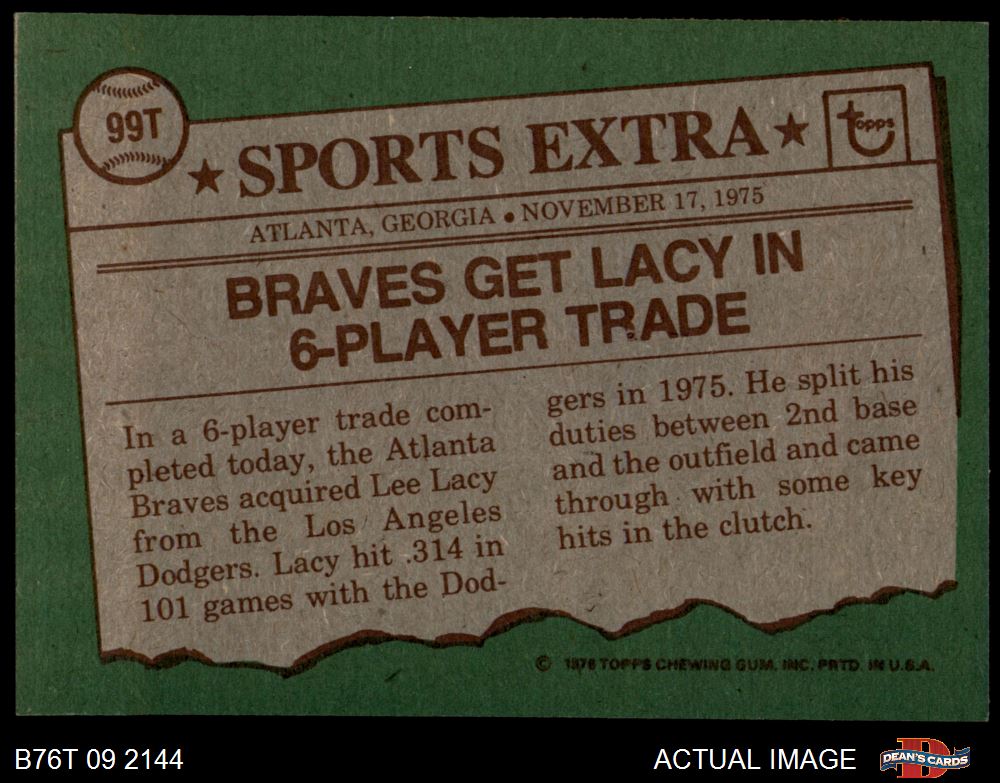 99T
★ SPORTS EXTRA ★
topps
ATLANTA, GEORGIA • NOVEMBER 17, 1975
BRAVES GET LACY IN
6-PLAYER TRADE
In a 6-player trade com-
pleted today, the Atlanta
Braves acquired Lee Lacy
from the Los Angeles
Dodgers. Lacy hit .314 in
101 games with the Dod-
gers in 1975. He split his
duties between 2nd base
and the outfield and came
through with some key
hits in the clutch.
© 1976 TOPPS CHEWING GUM, INC. PRTD. IN U.S.A.
B76T 09 2144
ACTUAL IMAGE
DEAN'S CARDS